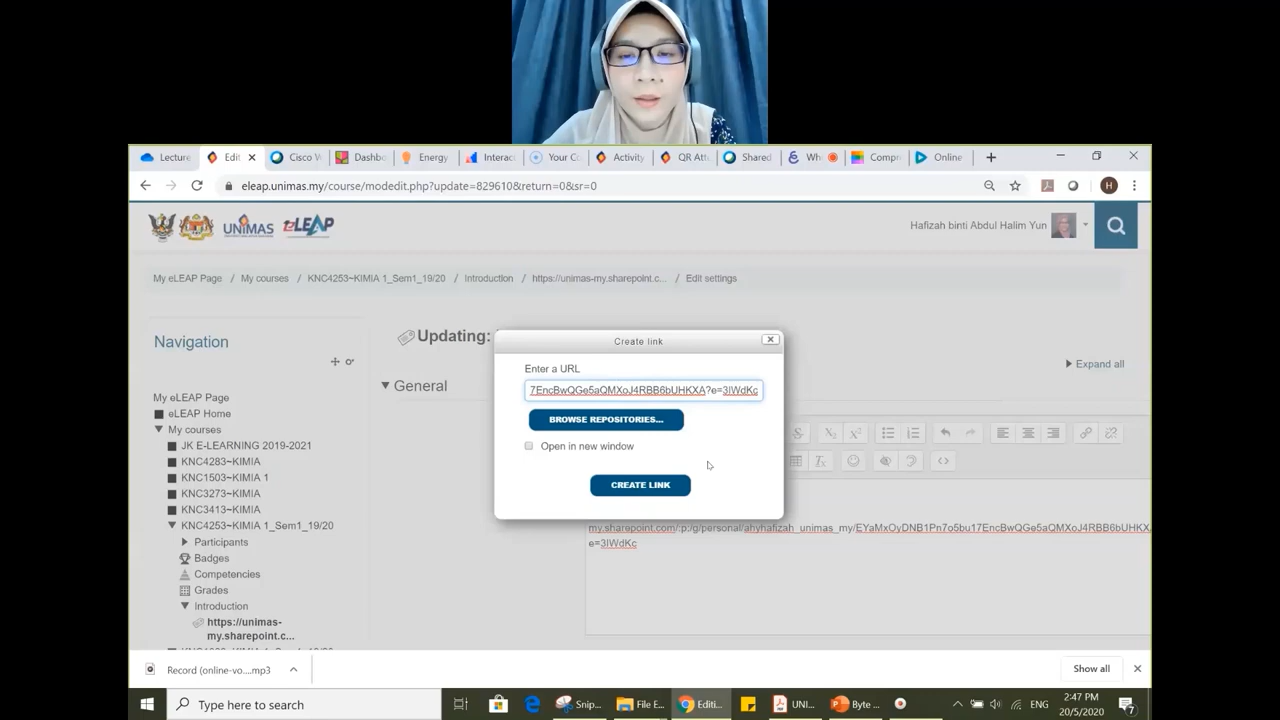 Lecture
Edit
Cisco
Dashbo
Energy
Interac
Your Co
Activity
QR Att
Shared
Wh
Compr
Online
eleap.unimas.my/course/modedit.php?update=829610&return=0&sr=0
UNIMAS
eLEAP
Hafizah binti Abdul Halim Yun
My eLEAP Page / My courses / KNC4253~KIMIA 1_Sem1_19/20 / Introduction / https://unimas-my.sharepoint.c... / Edit settings
Navigation
My eLEAP Page
eLEAP Home
My courses
JK E-LEARNING 2019-2021
KNC4283~KIMIA
KNC1503~KIMIA 1
KNC3273~KIMIA
KNC3413~KIMIA
KNC4253~KIMIA 1_Sem1_19/20
Participants
Badges
Competencies
Grades
Introduction
https://unimas-
my.sharepoint.c...
Updating:
Expand all
General
Create link
Enter a URL
7EncBwQGe5aQMXoJ4RBB6bUHKXA?e=3lWdKc
BROWSE REPOSITORIES...
Open in new window
CREATE LINK
my.sharepoint.com/:p:/g/personal/ahyhafizah_unimas_my/EYaMxOyDNB1Pn7o5bu17EncBwQGe5aQMXoJ4RBB6bUHKXA
e=3lWdKc
Record (online-vo....mp3
Show all
Type here to search
Snip...
File E...
Editi...
UNI...
Byte ...
ENG
2:47 PM
20/5/2020
7